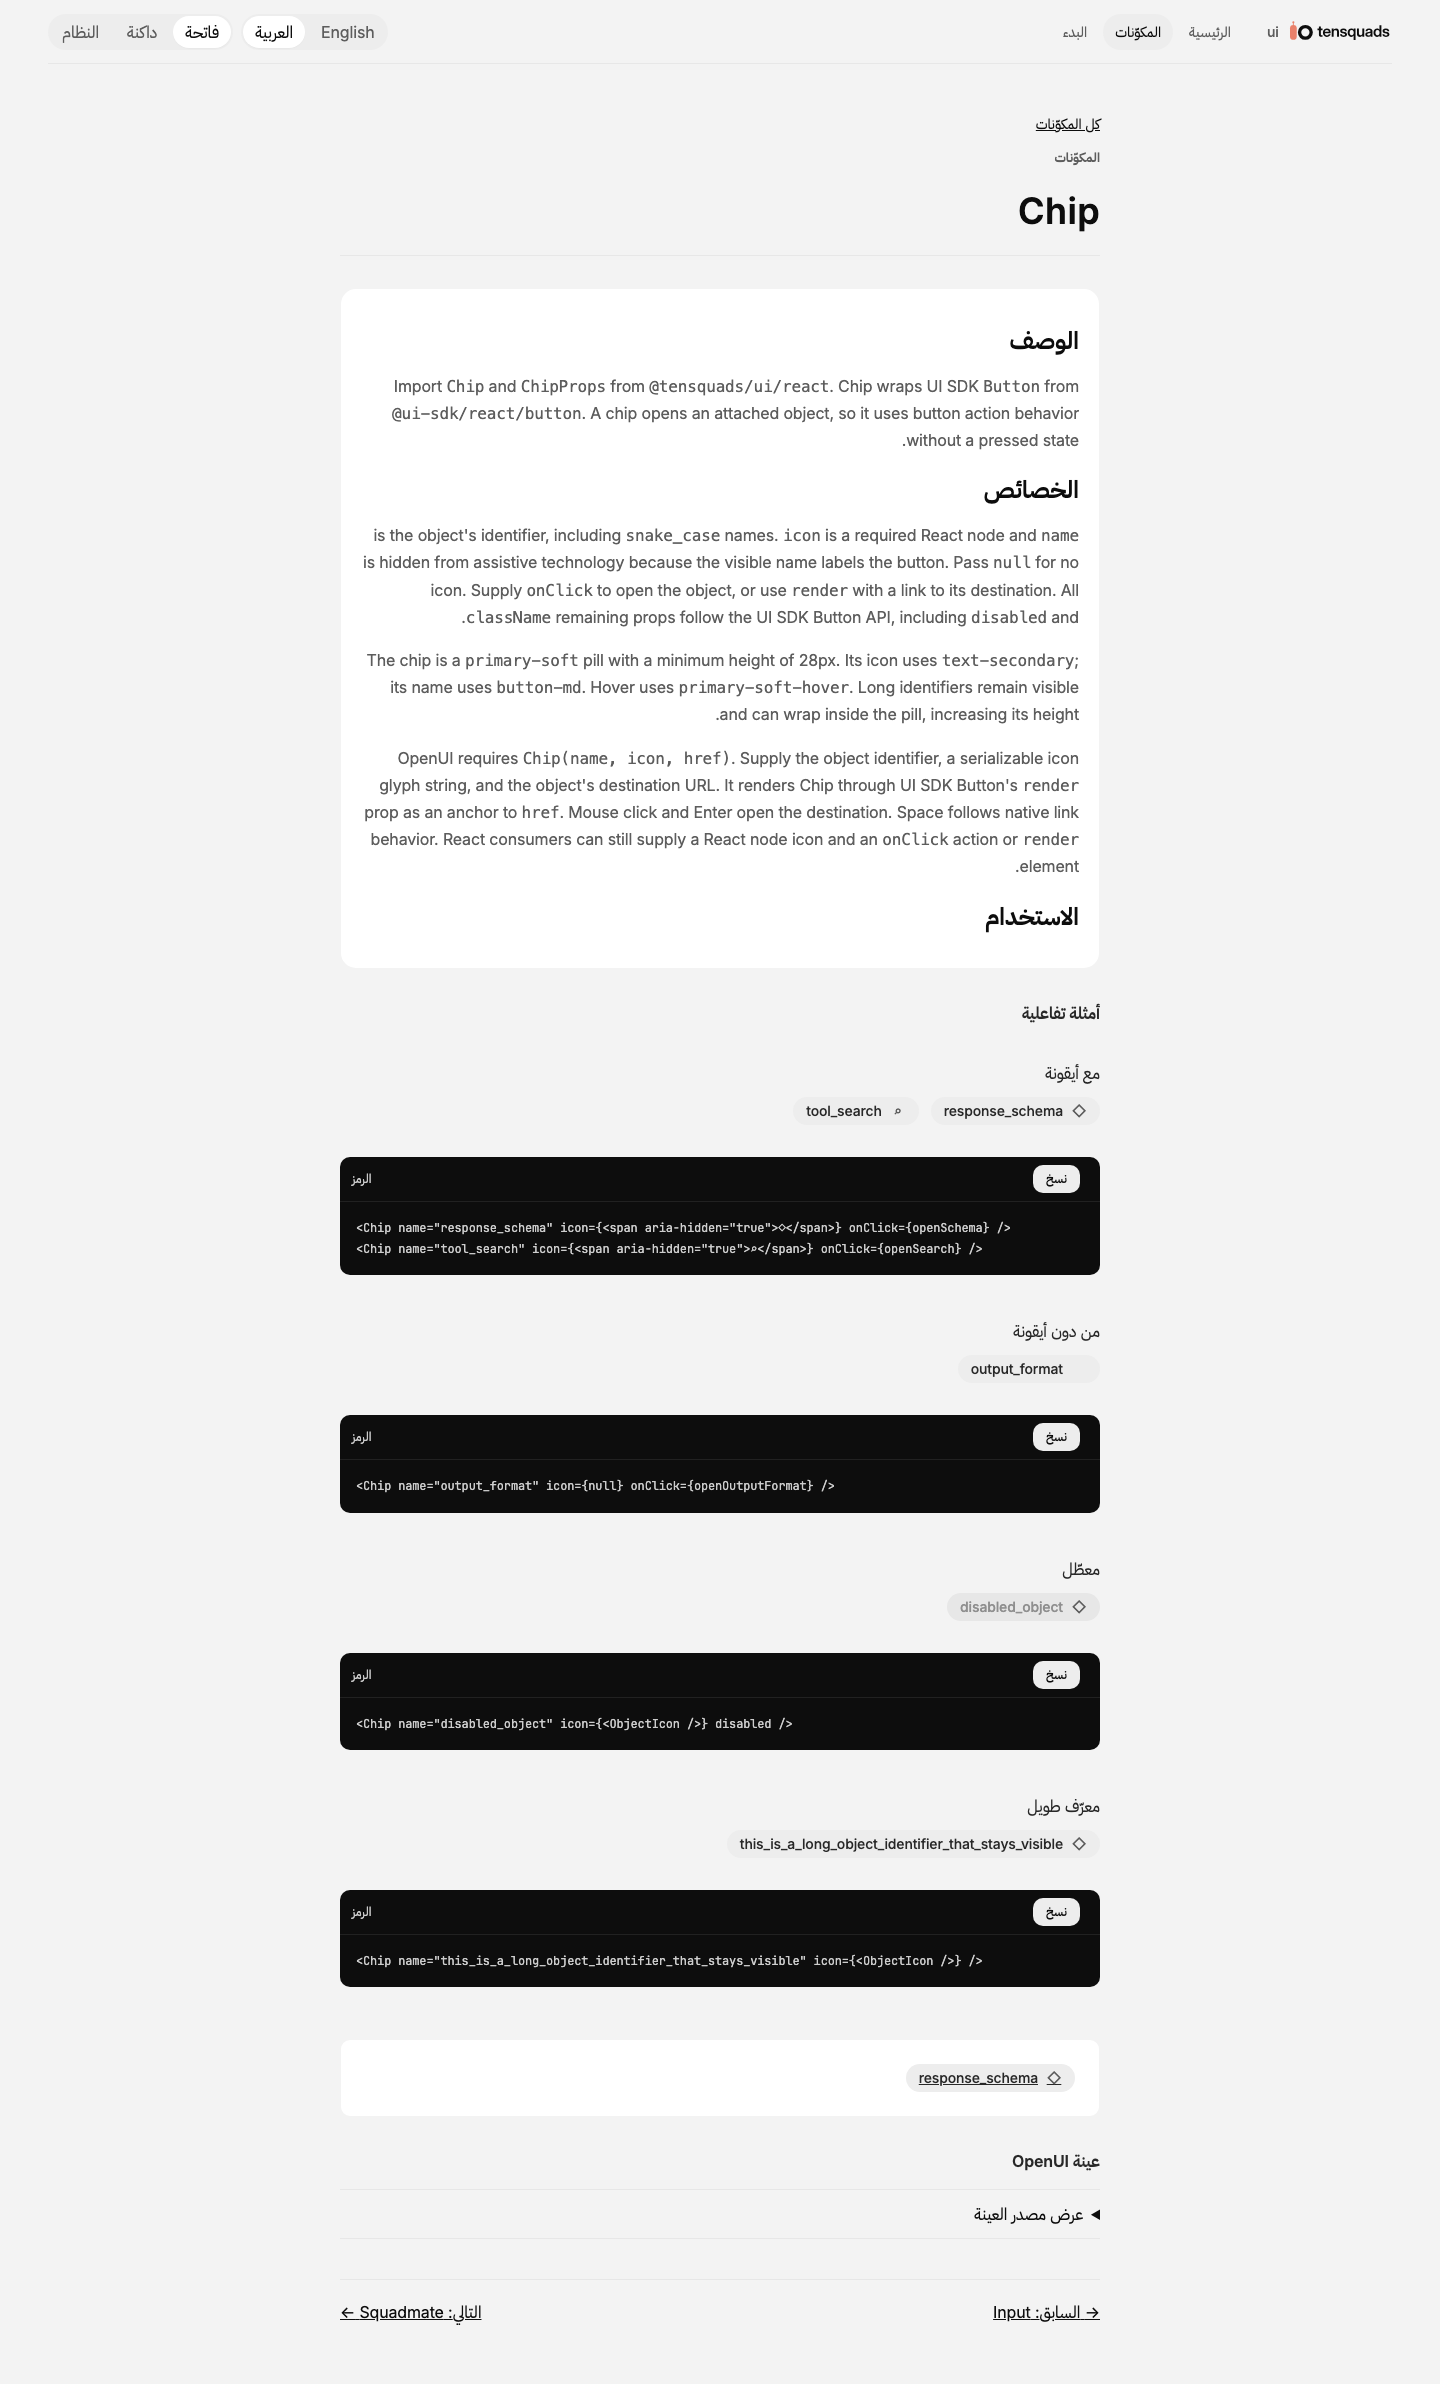 tensquads ui
الرئيسية
المكوّنات
البدء
English
العربية
فاتحة
داكنة
النظام
كل المكوّنات
المكوّنات
Chip
الوصف
Import Chip and ChipProps from @tensquads/ui/react. Chip wraps UI SDK Button from
@ui-sdk/react/button. A chip opens an attached object, so it uses button action behavior
without a pressed state.
الخصائص
name is the object's identifier, including snake_case names. icon is a required React node and
is hidden from assistive technology because the visible name labels the button. Pass null for no
icon. Supply onClick to open the object, or use render with a link to its destination. All
remaining props follow the UI SDK Button API, including disabled and className.
The chip is a primary-soft pill with a minimum height of 28px. Its icon uses text-secondary;
its name uses button-md. Hover uses primary-soft-hover. Long identifiers remain visible
and can wrap inside the pill, increasing its height.
OpenUI requires Chip(name, icon, href). Supply the object identifier, a serializable icon
glyph string, and the object's destination URL. It renders Chip through UI SDK Button's render
prop as an anchor to href. Mouse click and Enter open the destination. Space follows native link
behavior. React consumers can still supply a React node icon and an onClick action or render
element.
الاستخدام
أمثلة تفاعلية
مع أيقونة
◇ response_schema
⌕ tool_search
نسخ
الرمز
<Chip name="response_schema" icon={<span aria-hidden="true">◇</span>} onClick={openSchema} />
<Chip name="tool_search" icon={<span aria-hidden="true">⌕</span>} onClick={openSearch} />
من دون أيقونة
output_format
نسخ
الرمز
<Chip name="output_format" icon={null} onClick={openOutputFormat} />
معطّل
◇ disabled_object
نسخ
الرمز
<Chip name="disabled_object" icon={<ObjectIcon />} disabled />
معرّف طويل
◇ this_is_a_long_object_identifier_that_stays_visible
نسخ
الرمز
<Chip name="this_is_a_long_object_identifier_that_stays_visible" icon={<ObjectIcon />} />
◇ response_schema
عينة OpenUI
عرض مصدر العينة
→ السابق: Input
التالي: Squadmate ←